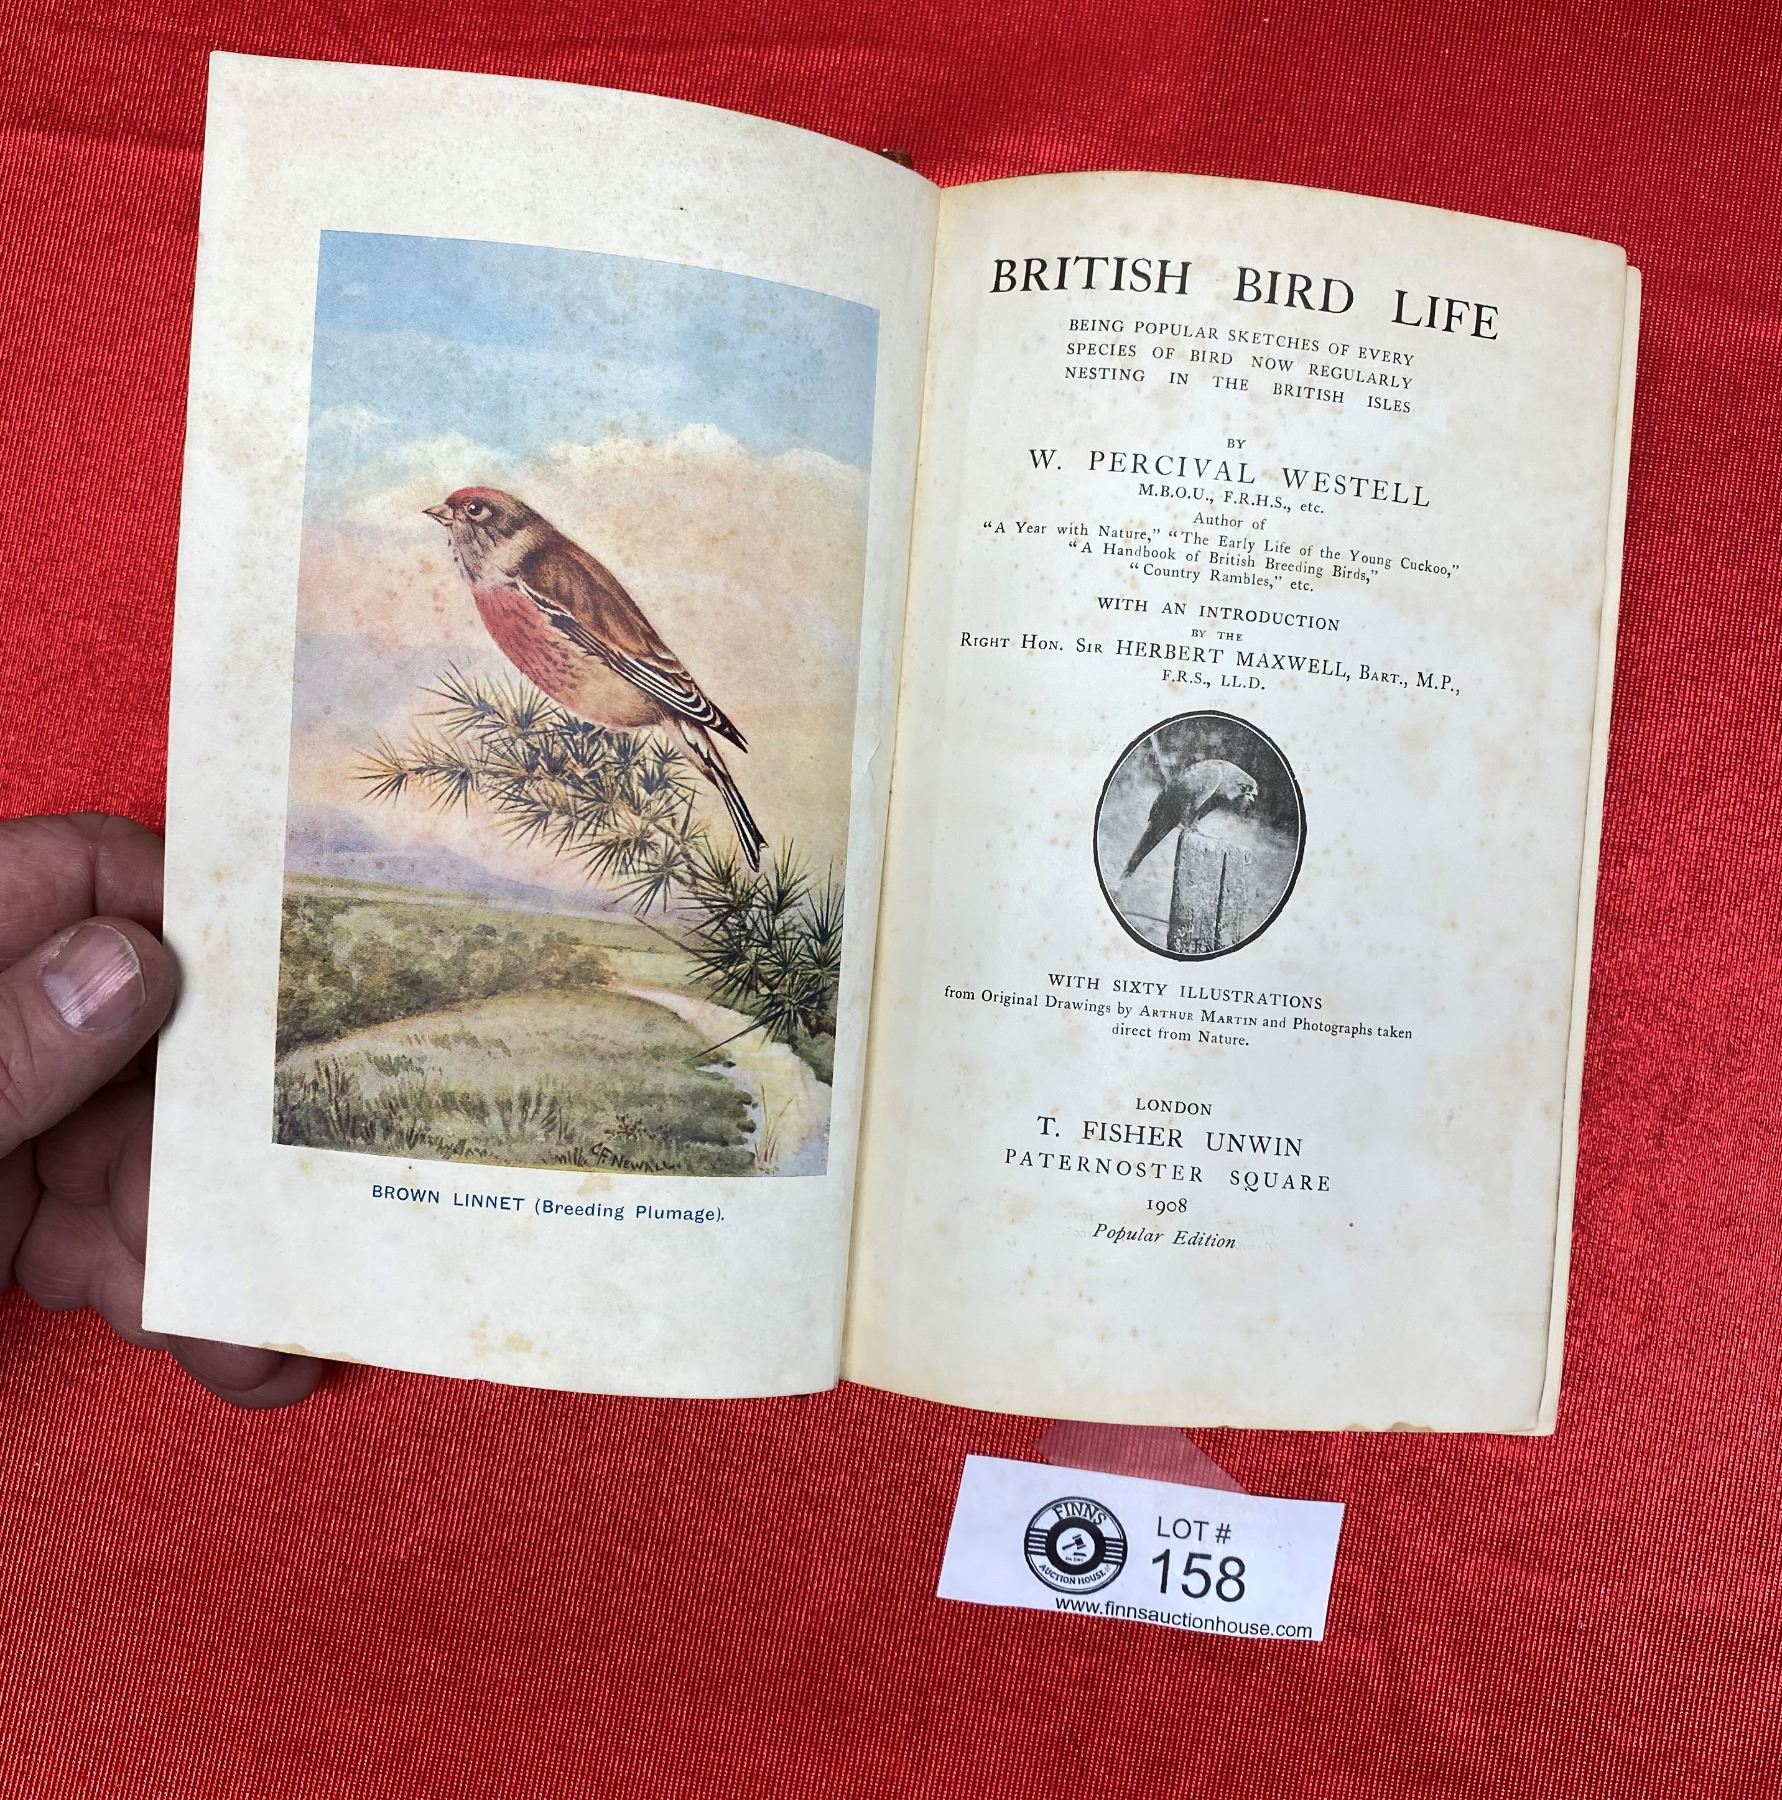 C.F. NEWALL
BROWN LINNET (Breeding Plumage).
BRITISH BIRD LIFE
BEING POPULAR SKETCHES OF EVERY
SPECIES OF BIRD NOW REGULARLY
NESTING IN THE BRITISH ISLES
BY
W. PERCIVAL WESTELL
M.B.O.U., F.R.H.S., etc.
Author of
“A Year with Nature,” “The Early Life of the Young Cuckoo,”
“A Handbook of British Breeding Birds,”
“Country Rambles,” etc.
WITH AN INTRODUCTION
BY THE
RIGHT HON. SIR HERBERT MAXWELL, BART., M.P.,
F.R.S., LL.D.
WITH SIXTY ILLUSTRATIONS
from Original Drawings by ARTHUR MARTIN and Photographs taken
direct from Nature.
LONDON
T. FISHER UNWIN
PATERNOSTER SQUARE
1908
Popular Edition
FINNS
AUCTION HOUSE
LOT #
158
www.finnsauctionhouse.com